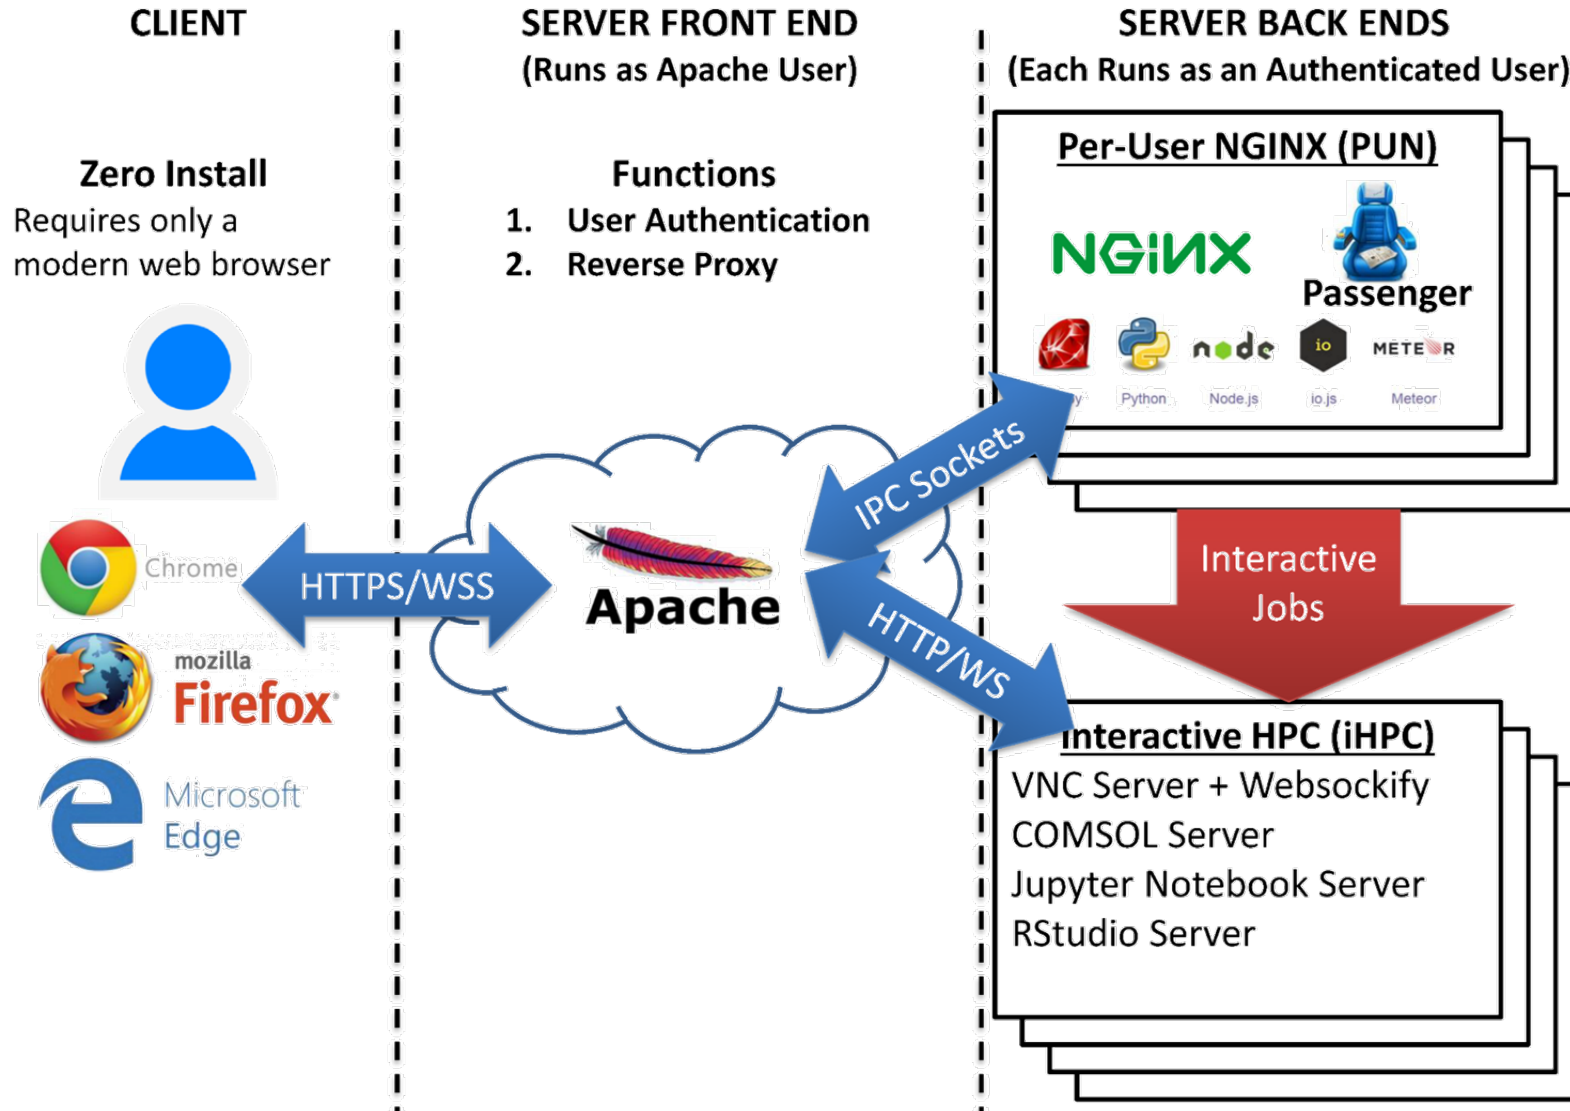 CLIENT
Zero Install
Requires only a
modern web browser
Chrome
mozilla
Firefox
Microsoft
Edge
HTTPS/WSS
SERVER FRONT END
(Runs as Apache User)
Functions
1. User Authentication
2. Reverse Proxy
Apache
IPC Sockets
HTTP/WS
SERVER BACK ENDS
(Each Runs as an Authenticated User)
Per-User NGINX (PUN)
NGINX
Passenger
node
io
METEOR
y Python Node.js io.js Meteor
Interactive
Jobs
Interactive HPC (iHPC)
VNC Server + Websockify
COMSOL Server
Jupyter Notebook Server
RStudio Server